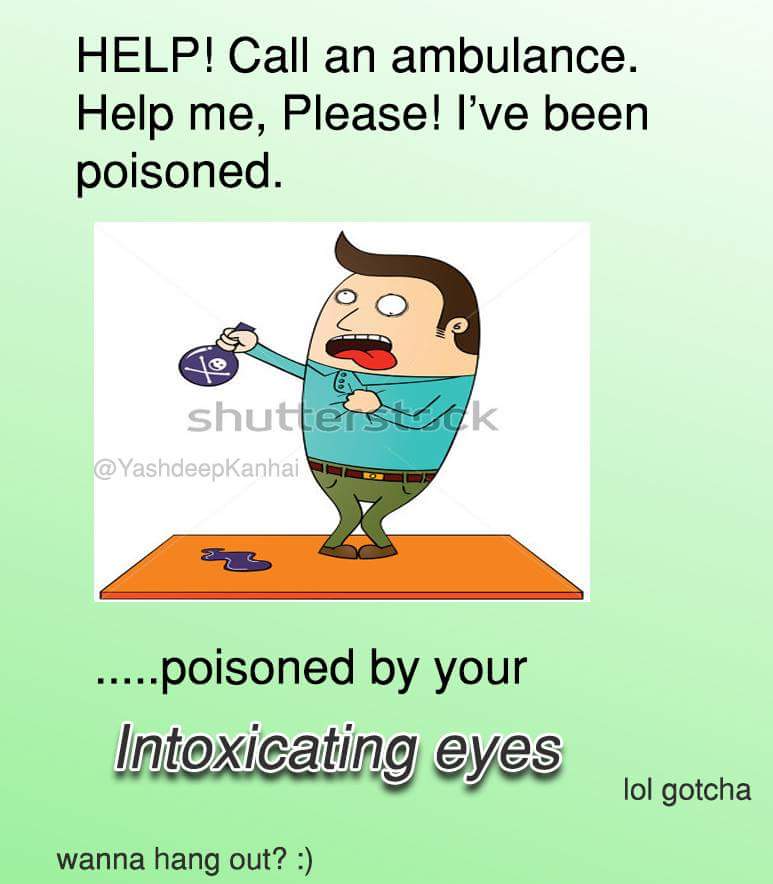 HELP! Call an ambulance.
Help me, Please! I've been
poisoned.
shutterstock
@YashdeepKanhai
.....poisoned by your
Intoxicating eyes
lol gotcha
wanna hang out? :)